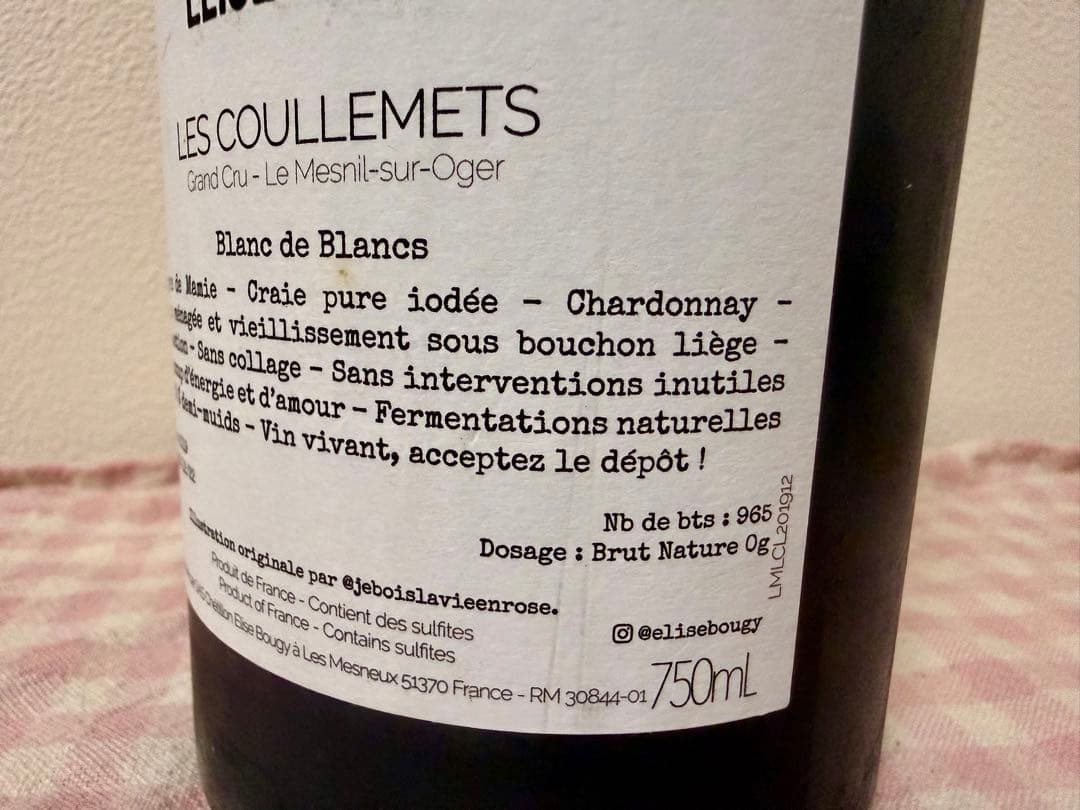 LES COULLEMETS
Grand Cru - Le Mesnil-sur-Oger
Blanc de Blancs
de Mamie - Craie pure iodée - Chardonnay -
et vieillissement sous bouchon liège -
- Sans collage - Sans interventions inutiles
d'énergie et d'amour - Fermentations naturelles
demi-muids - Vin vivant, acceptez le dépôt !
Nb de bts : 965
Dosage : Brut Nature 0g
LMLCL201912
Illustration originale par @jeboislavieenrose.
Produit de France - Contient des sulfites
Product of France - Contains sulfites
@elisebougy
Elise Bougy à Les Mesneux 51370 France - RM 30844-01
750mL